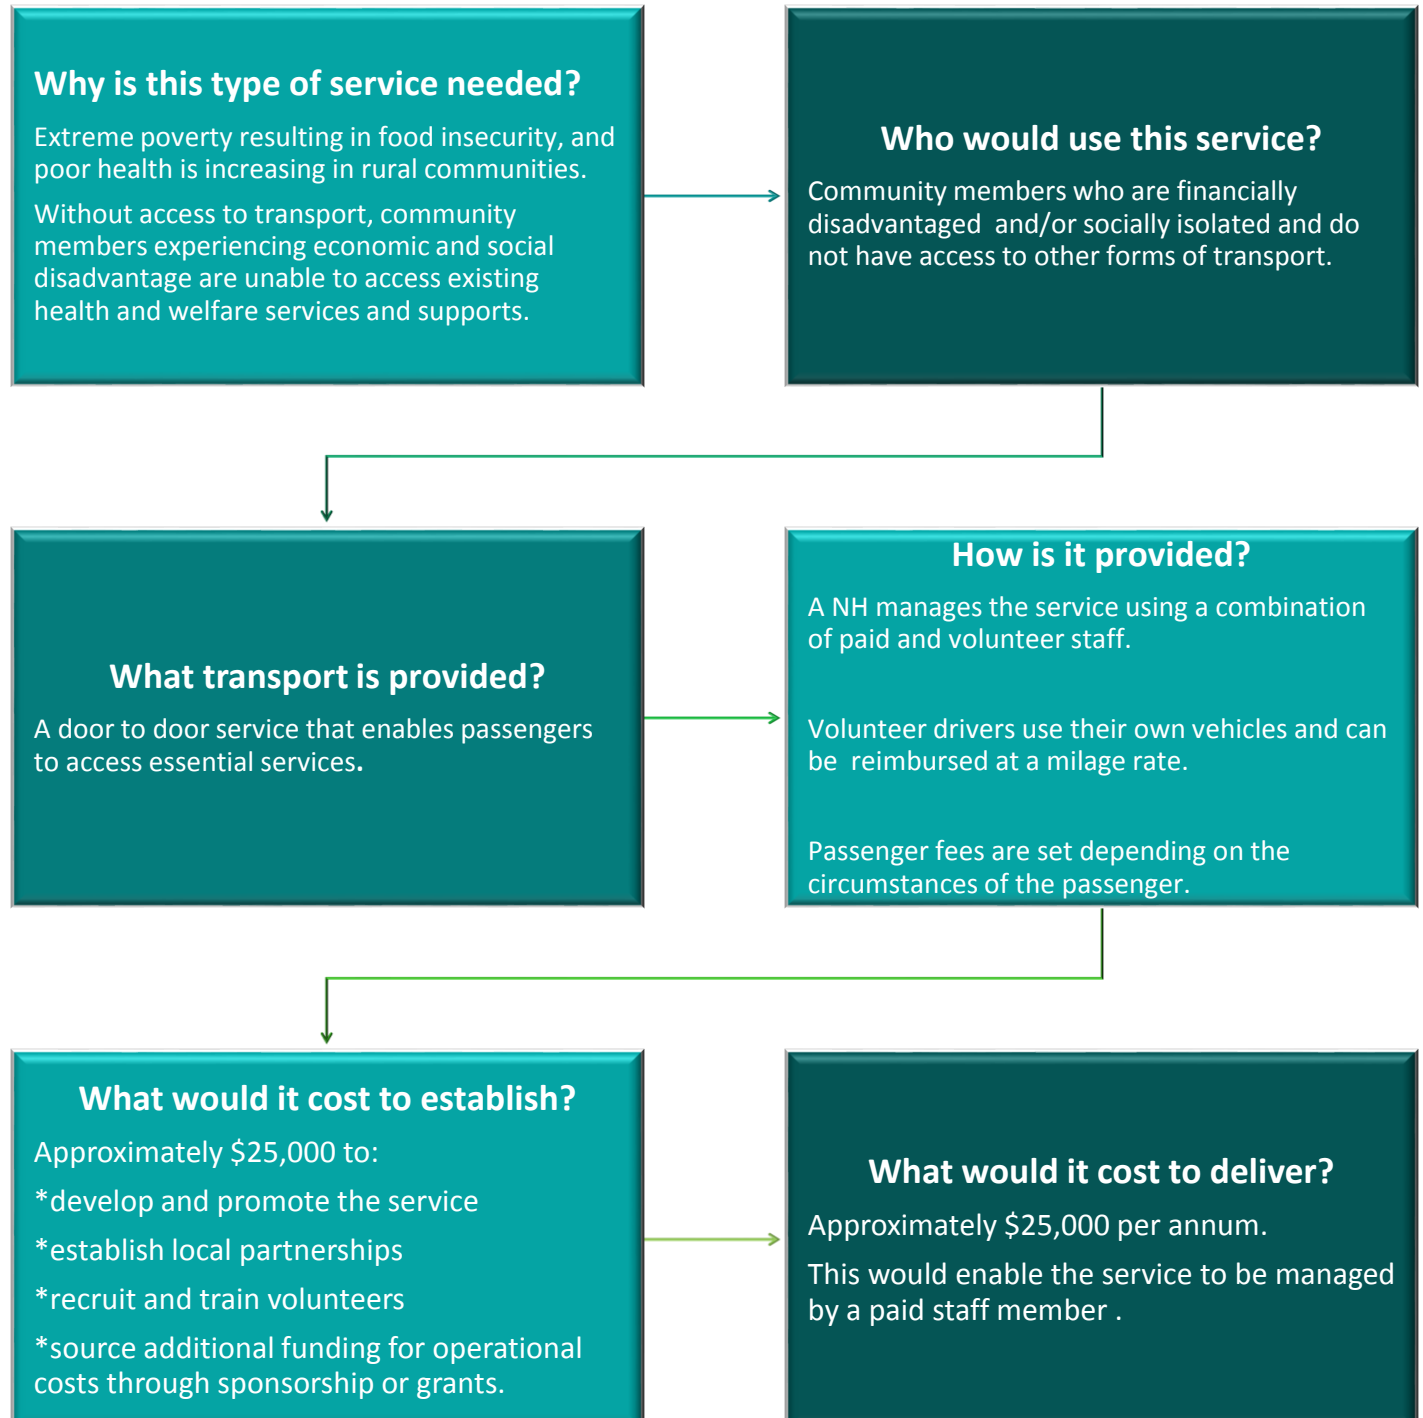 Why is this type of service needed?
Extreme poverty resulting in food insecurity, and
poor health is increasing in rural communities.
Without access to transport, community
members experiencing economic and social
disadvantage are unable to access existing
health and welfare services and supports.
Who would use this service?
Community members who are financially
disadvantaged  and/or socially isolated and do
not have access to other forms of transport.
What transport is provided?
A door to door service that enables passengers
to access essential services.
How is it provided?
A NH manages the service using a combination
of paid and volunteer staff.
Volunteer drivers use their own vehicles and can
be  reimbursed at a milage rate.
Passenger fees are set depending on the
circumstances of the passenger.
What would it cost to establish?
Approximately $25,000 to:
*develop and promote the service
*establish local partnerships
*recruit and train volunteers
*source additional funding for operational
costs through sponsorship or grants.
What would it cost to deliver?
Approximately $25,000 per annum.
This would enable the service to be managed
by a paid staff member .